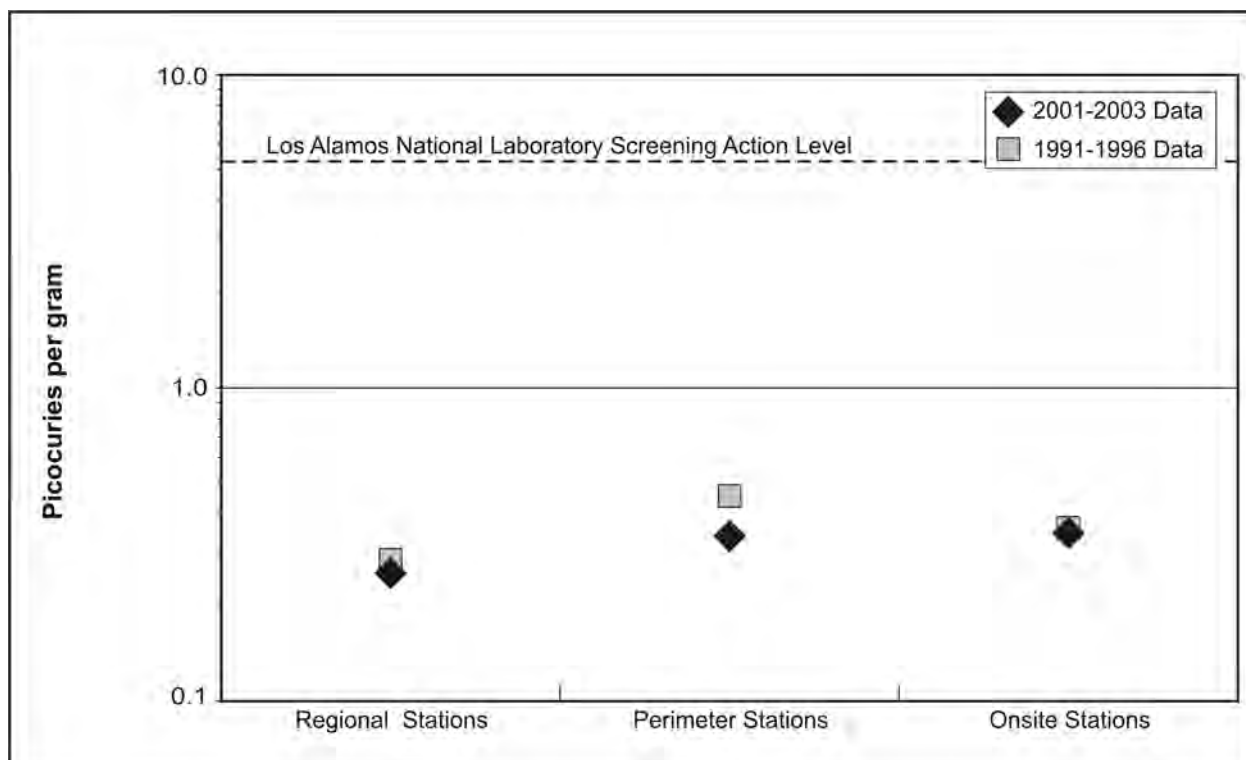 10.0
2001-2003 Data
Los Alamos National Laboratory Screening Action Level
1991-1996 Data
Picocuries per gram
1.0
0.1
Regional Stations
Perimeter Stations
Onsite Stations